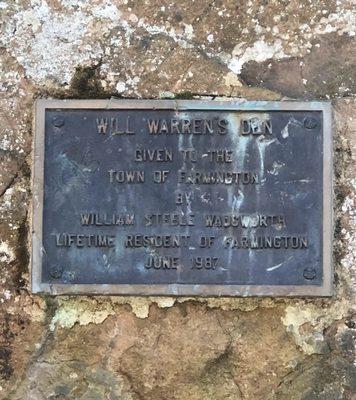 WILL WARREN'S DEN
GIVEN TO THE
TOWN OF FARMINGTON
BY
WILLIAM STEELE WADSWORTH
LIFETIME RESIDENT OF FARMINGTON
JUNE 1987